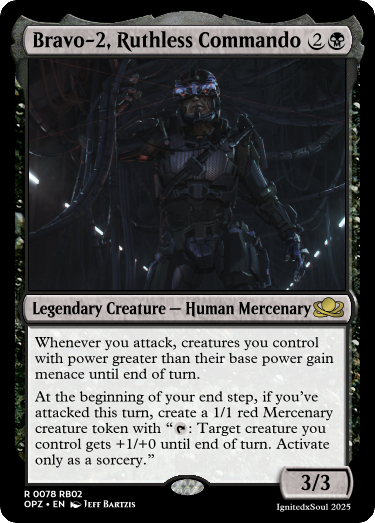 Bravo-2, Ruthless Commando 2
Legendary Creature — Human Mercenary
Whenever you attack, creatures you control
with power greater than their base power gain
menace until end of turn.
At the beginning of your end step, if you've
attacked this turn, create a 1/1 red Mercenary
creature token with “: Target creature you
control gets +1/+0 until end of turn. Activate
only as a sorcery.”
3/3
R 0078 RB02
OPZ • EN Jeff Bartzis
IgnitedxSoul 2025